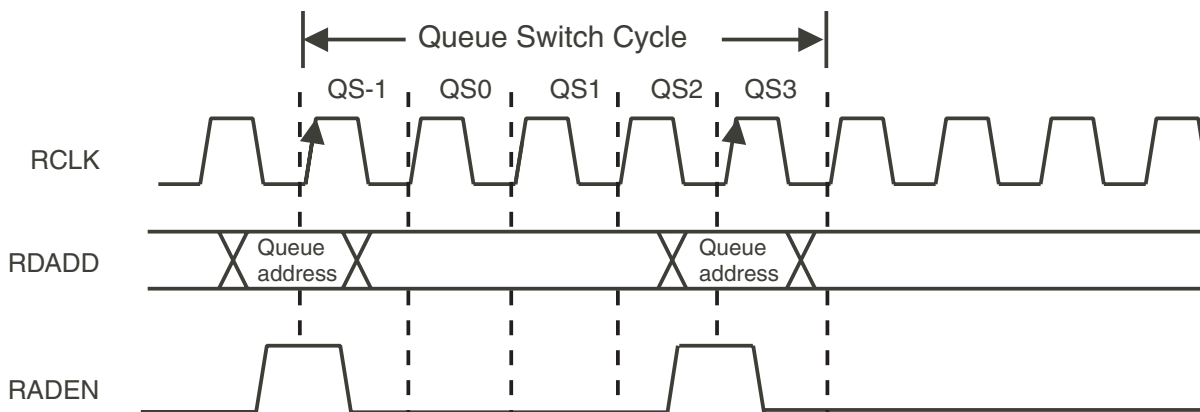 Queue Switch Cycle
QS-1 QS0 QS1 QS2 QS3
RCLK
RDADD
Queue
address
Queue
address
RADEN